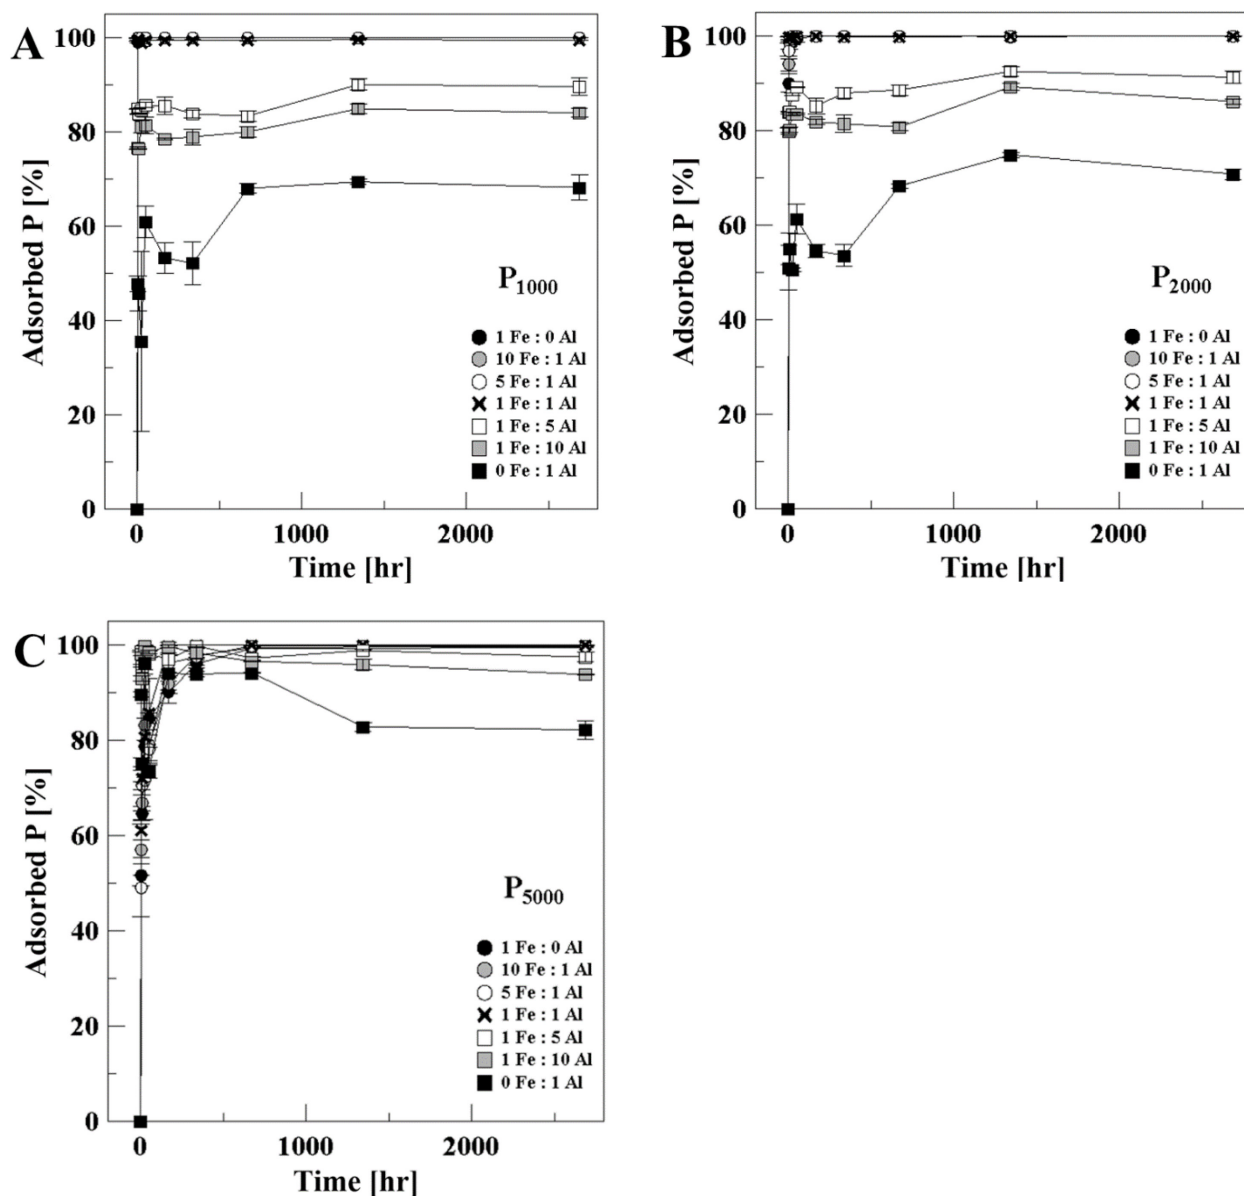 A
100
80
60
40
20
0
Adsorbed P [%]
P1000
1 Fe : 0 Al
10 Fe : 1 Al
5 Fe : 1 Al
1 Fe : 1 Al
1 Fe : 5 Al
1 Fe : 10 Al
0 Fe : 1 Al
0 1000 2000
Time [hr]
B
100
80
60
40
20
0
Adsorbed P [%]
P2000
1 Fe : 0 Al
10 Fe : 1 Al
5 Fe : 1 Al
1 Fe : 1 Al
1 Fe : 5 Al
1 Fe : 10 Al
0 Fe : 1 Al
0 1000 2000
Time [hr]
C
100
80
60
40
20
0
Adsorbed P [%]
P5000
1 Fe : 0 Al
10 Fe : 1 Al
5 Fe : 1 Al
1 Fe : 1 Al
1 Fe : 5 Al
1 Fe : 10 Al
0 Fe : 1 Al
0 1000 2000
Time [hr]